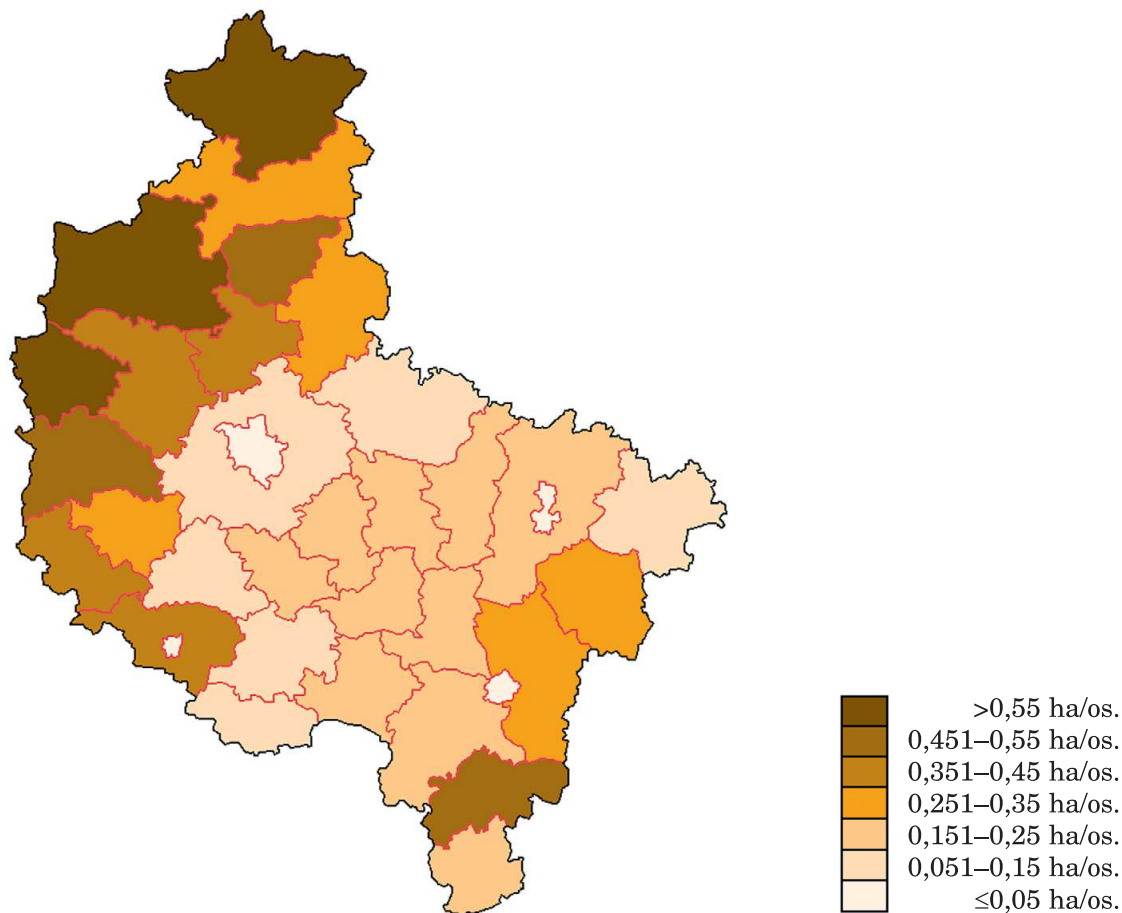 >0,55 ha/os.
0,451–0,55 ha/os.
0,351–0,45 ha/os.
0,251–0,35 ha/os.
0,151–0,25 ha/os.
0,051–0,15 ha/os.
≤0,05 ha/os.